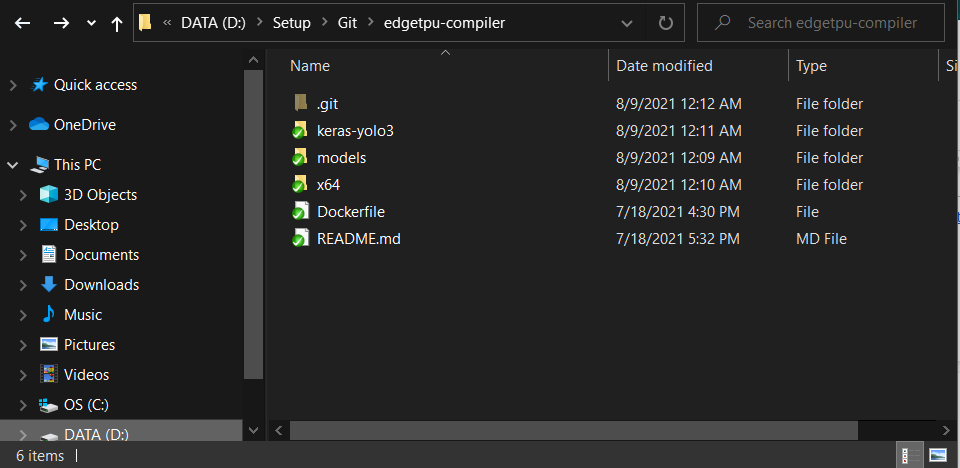 « DATA (D:) > Setup > Git > edgetpu-compiler
Search edgetpu-compiler
Name Date modified Type Si
.git 8/9/2021 12:12 AM File folder
keras-yolo3 8/9/2021 12:11 AM File folder
models 8/9/2021 12:09 AM File folder
x64 8/9/2021 12:10 AM File folder
Dockerfile 7/18/2021 4:30 PM File
README.md 7/18/2021 5:32 PM MD File
Quick access
OneDrive
This PC
3D Objects
Desktop
Documents
Downloads
Music
Pictures
Videos
OS (C:)
DATA (D:)
6 items